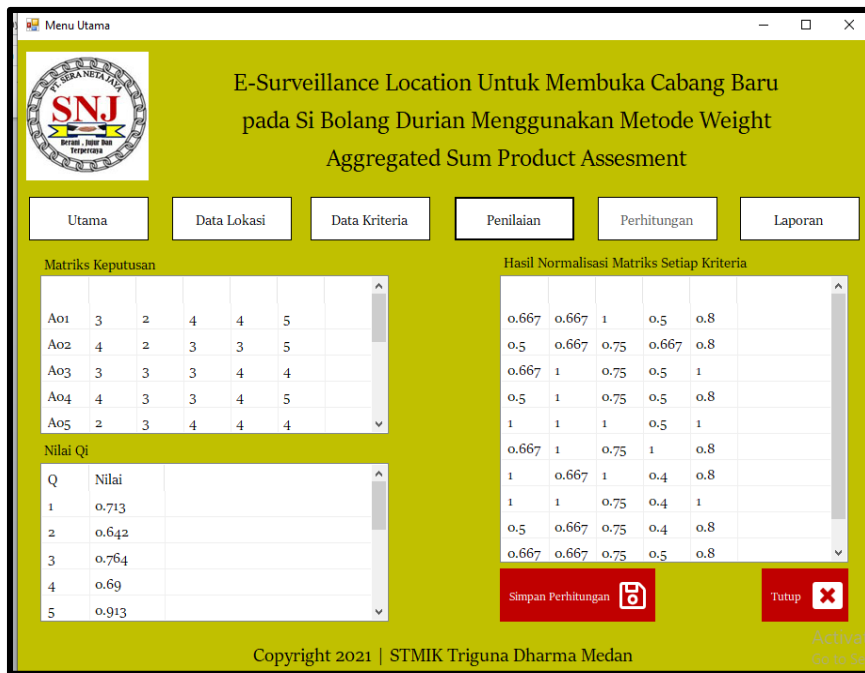 Menu Utama
PT. SERA NETA JAYA
SNJ
Berani , Jujur Dan
Terpercaya
E-Surveillance Location Untuk Membuka Cabang Baru
pada Si Bolang Durian Menggunakan Metode Weight
Aggregated Sum Product Assesment
Utama Data Lokasi Data Kriteria Penilaian Perhitungan Laporan
Matriks Keputusan
A01 3 2 4 4 5
A02 4 2 3 3 5
A03 3 3 3 4 4
A04 4 3 3 4 5
A05 2 3 4 4 4
Hasil Normalisasi Matriks Setiap Kriteria
0.667 0.667 1 0.5 0.8
0.5 0.667 0.75 0.667 0.8
0.667 1 0.75 0.5 1
0.5 1 0.75 0.5 0.8
1 1 1 0.5 1
0.667 1 0.75 1 0.8
1 0.667 1 0.4 0.8
1 1 0.75 0.4 1
0.5 0.667 0.75 0.4 0.8
0.667 0.667 0.75 0.5 0.8
Nilai Qi
Q Nilai
1 0.713
2 0.642
3 0.764
4 0.69
5 0.913
Simpan Perhitungan
Tutup
Copyright 2021 | STMIK Triguna Dharma Medan